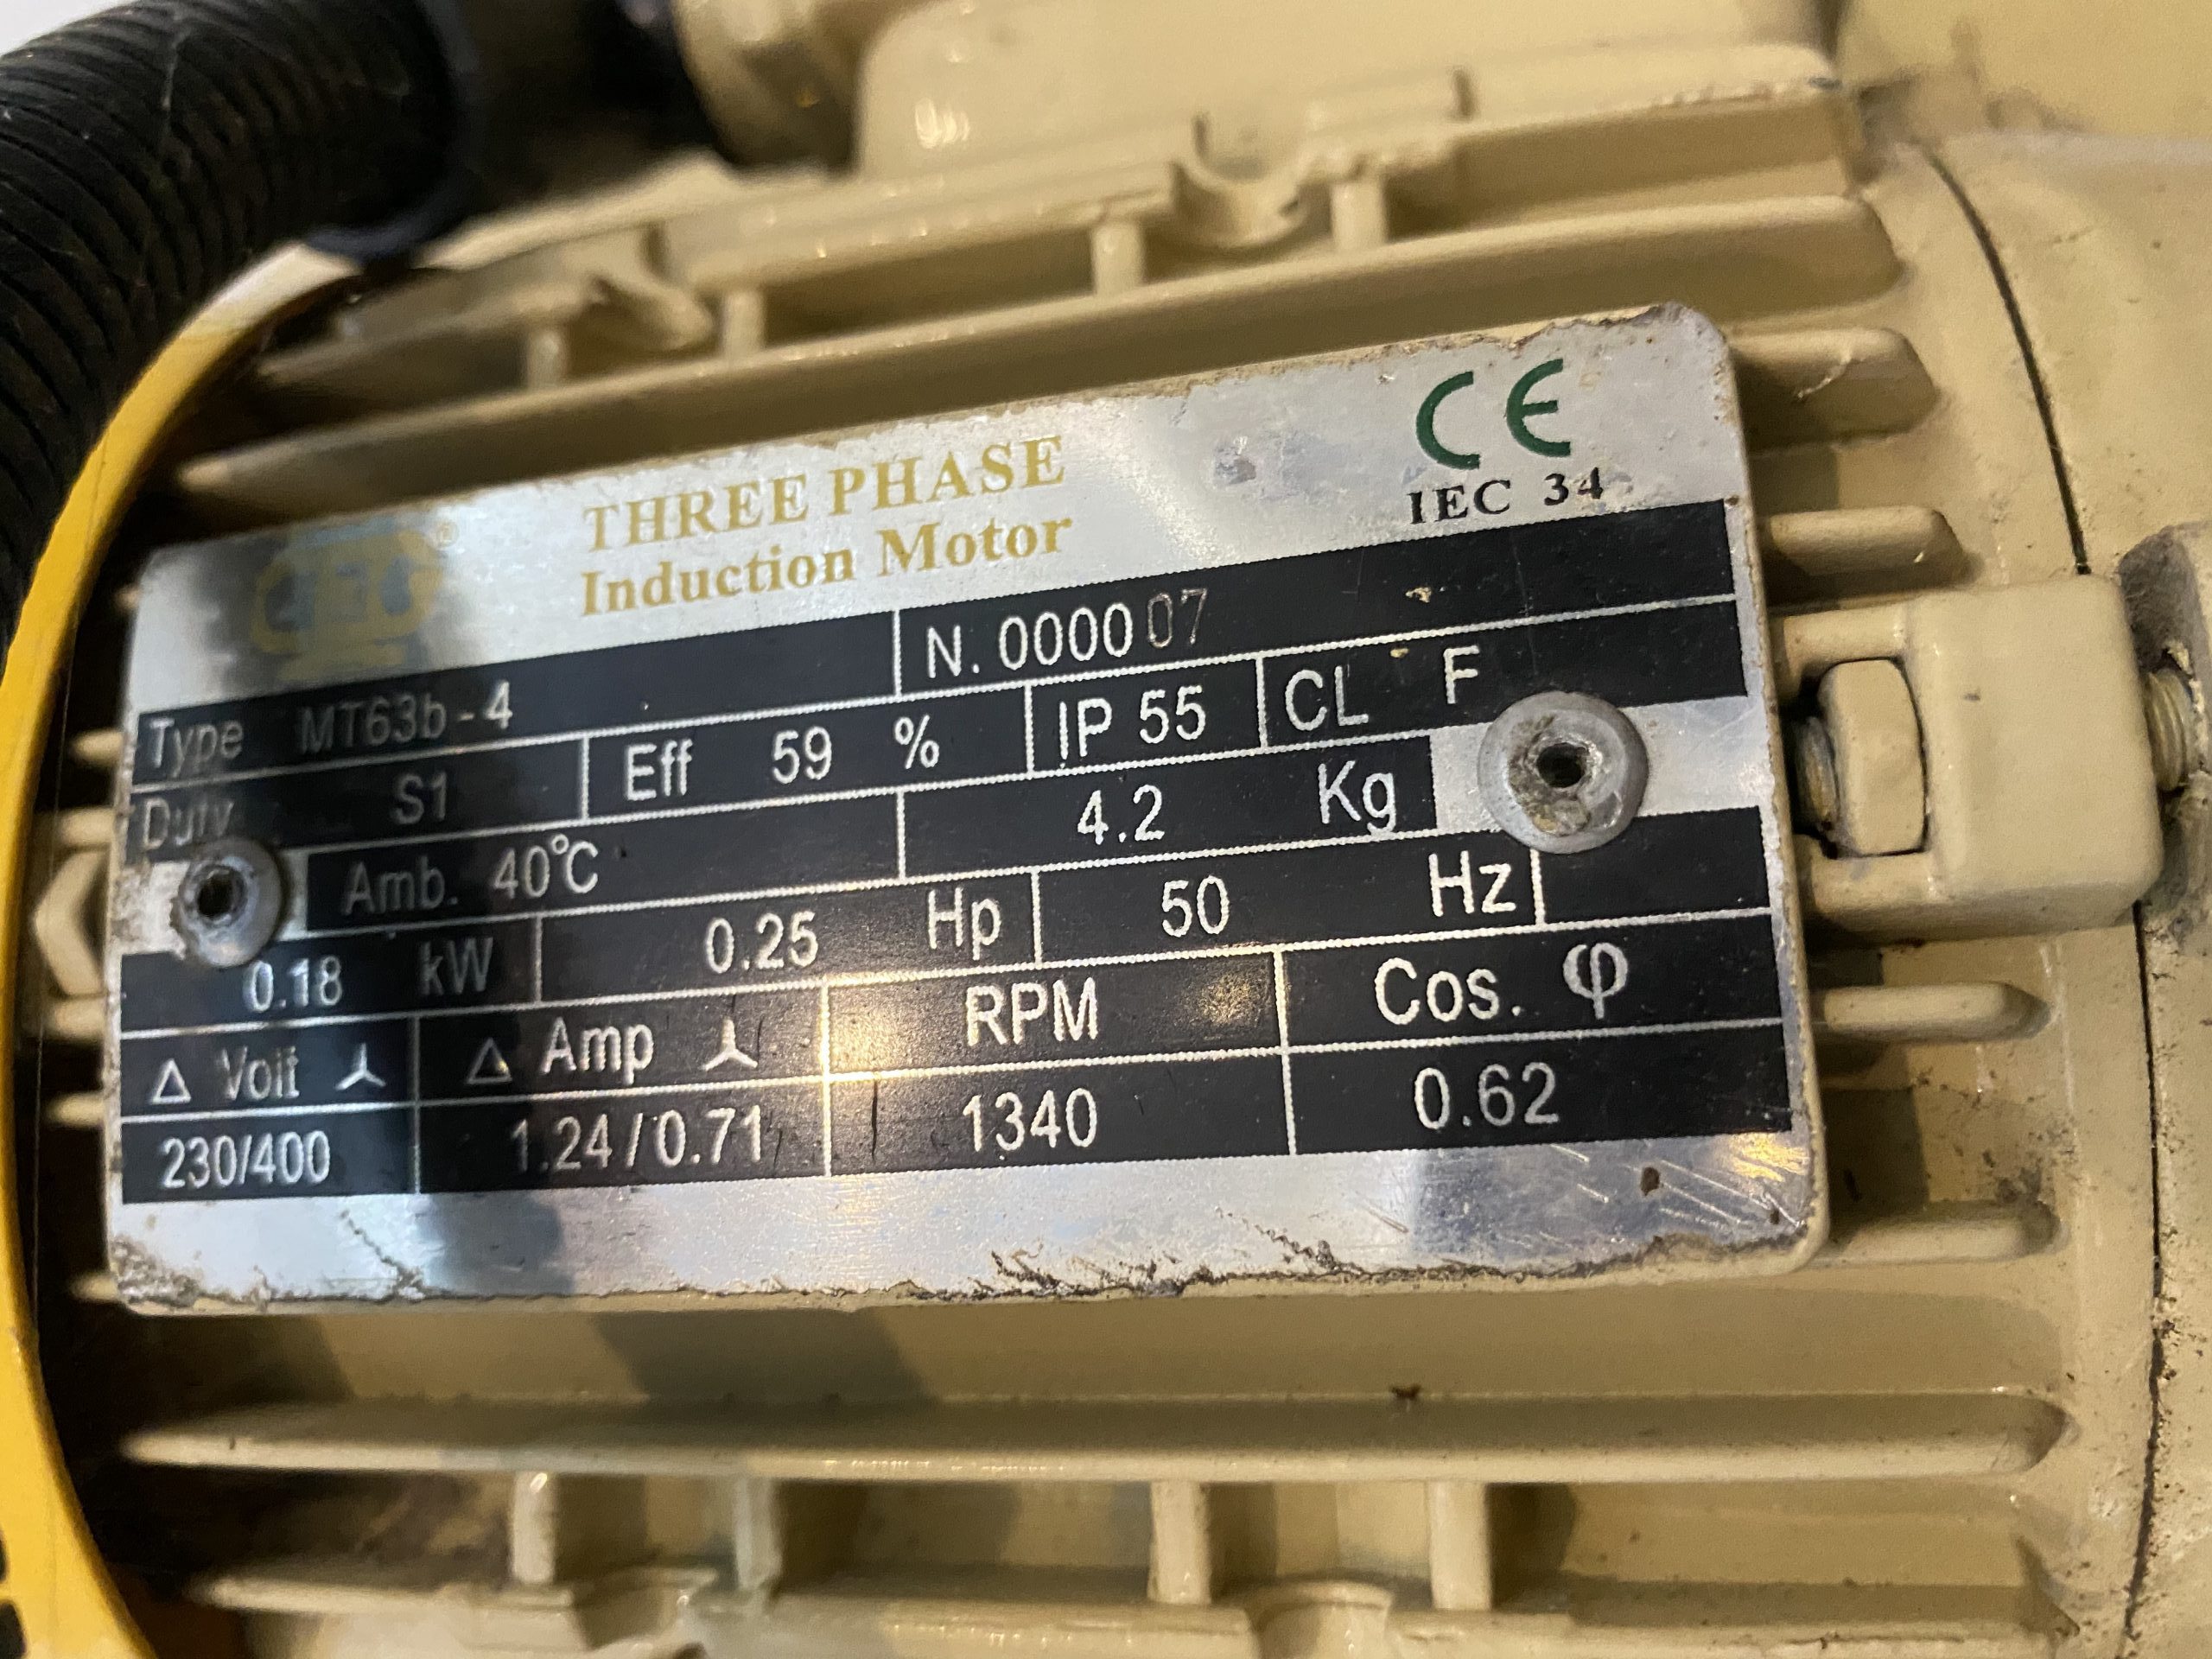 CEG®
THREE PHASE
Induction Motor
CE
IEC 34
Type MT63b-4 N. 000007
Duty S1 Eff 59 % IP 55 CL F
Amb. 40°C 4.2 Kg
0.18 kW 0.25 Hp 50 Hz
Δ Volt ⅄ Δ Amp ⅄ RPM Cos. φ
230/400 1.24/0.71 1340 0.62